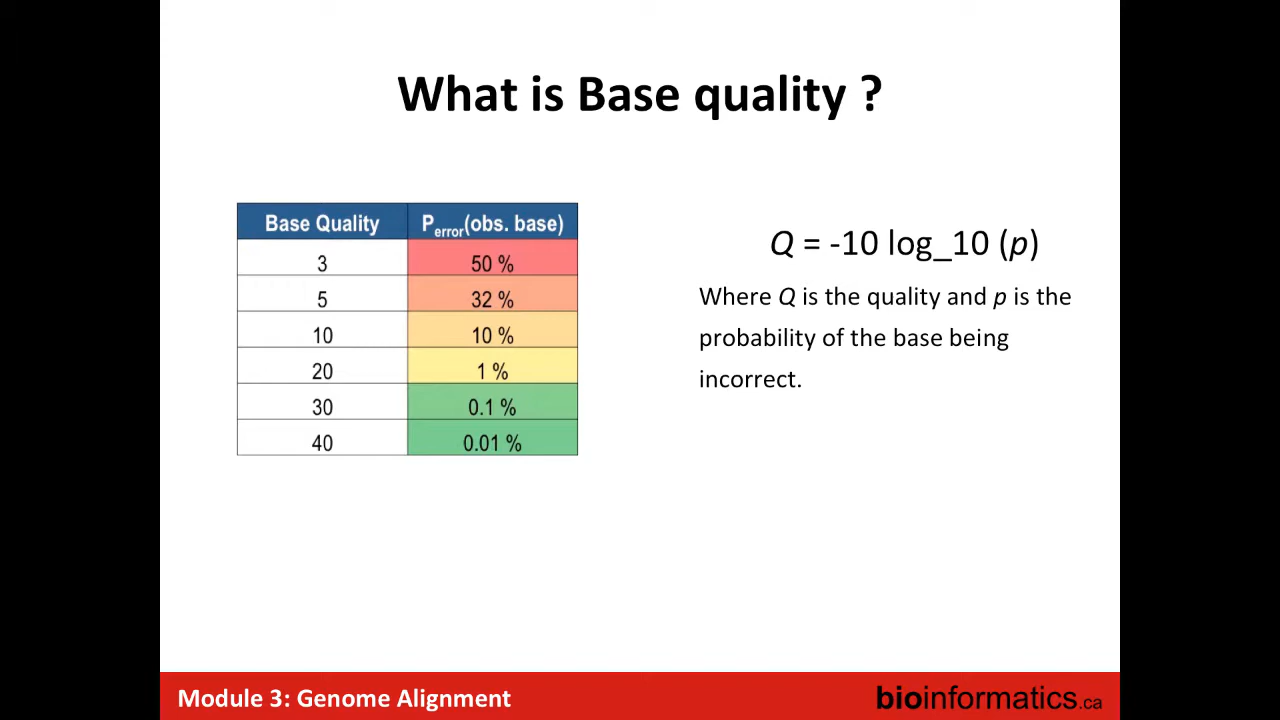 What is Base quality ?
Base Quality P_error(obs. base)
3 50 %
5 32 %
10 10 %
20 1 %
30 0.1 %
40 0.01 %
Q = -10 log_10 (p)
Where Q is the quality and p is the
probability of the base being
incorrect.
Module 3: Genome Alignment
bioinformatics.ca